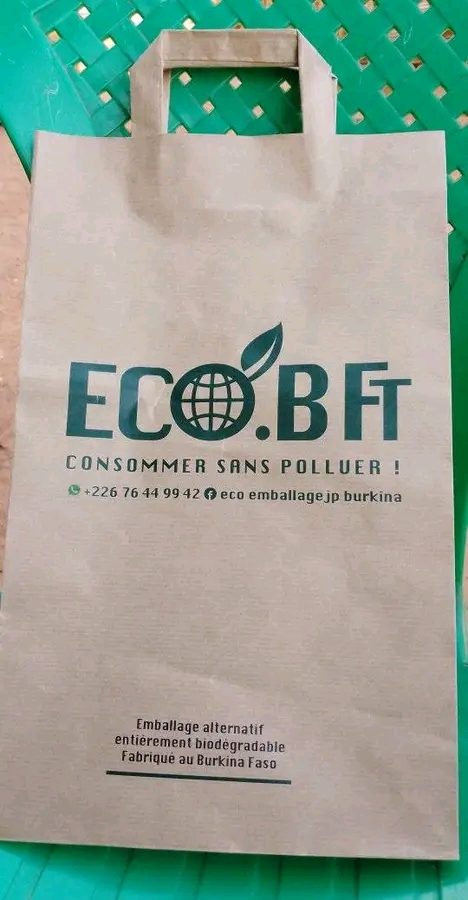 ECO.BFT
CONSOMMER SANS POLLUER !
+226 76 44 99 42 eco emballage jp burkina
Emballage alternatif
entièrement biodégradable
Fabriqué au Burkina Faso